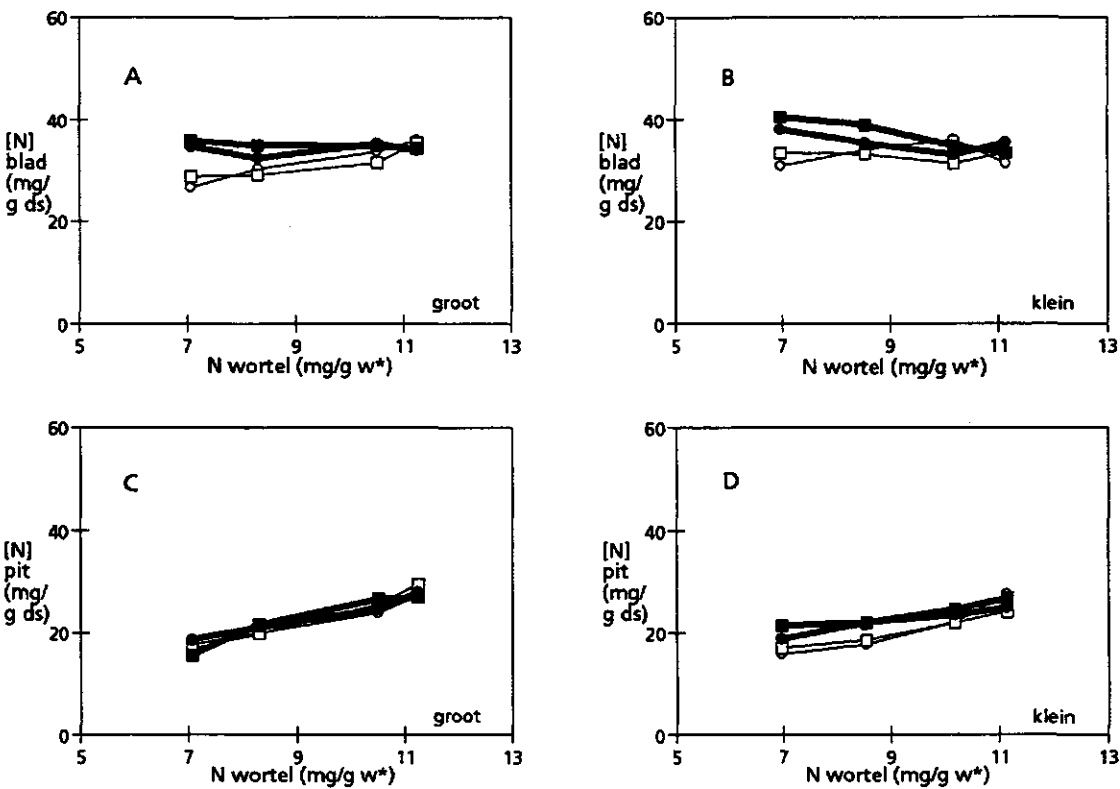 60
A
40
[N]
blad
(mg/
g ds)
20
groot
0
5 7 9 11 13
N wortel (mg/g w*)
60
B
40
[N]
blad
(mg/
g ds)
20
klein
0
5 7 9 11 13
N wortel (mg/g w*)
60
C
40
[N]
pit
(mg/
g ds)
20
groot
0
5 7 9 11 13
N wortel (mg/g w*)
60
D
40
[N]
pit
(mg/
g ds)
20
klein
0
5 7 9 11 13
N wortel (mg/g w*)